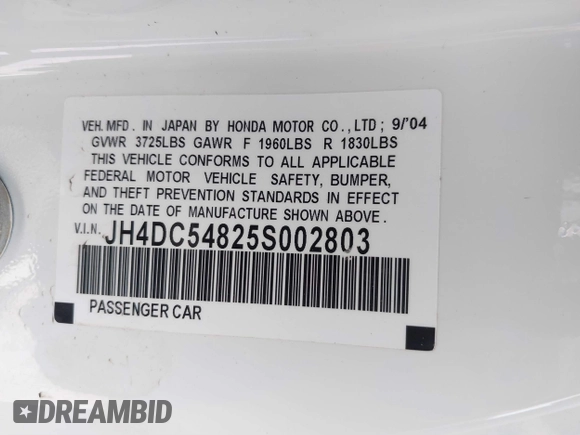 VEH. MFD. IN JAPAN BY HONDA MOTOR CO., LTD; 9/'04
GVWR 3725LBS GAWR F 1960LBS R 1830LBS
THIS VEHICLE CONFORMS TO ALL APPLICABLE
FEDERAL MOTOR VEHICLE SAFETY, BUMPER,
AND THEFT PREVENTION STANDARDS IN EFFECT
ON THE DATE OF MANUFACTURE SHOWN ABOVE.
V.I.N. JH4DC54825S002803
PASSENGER CAR
DREAMBID